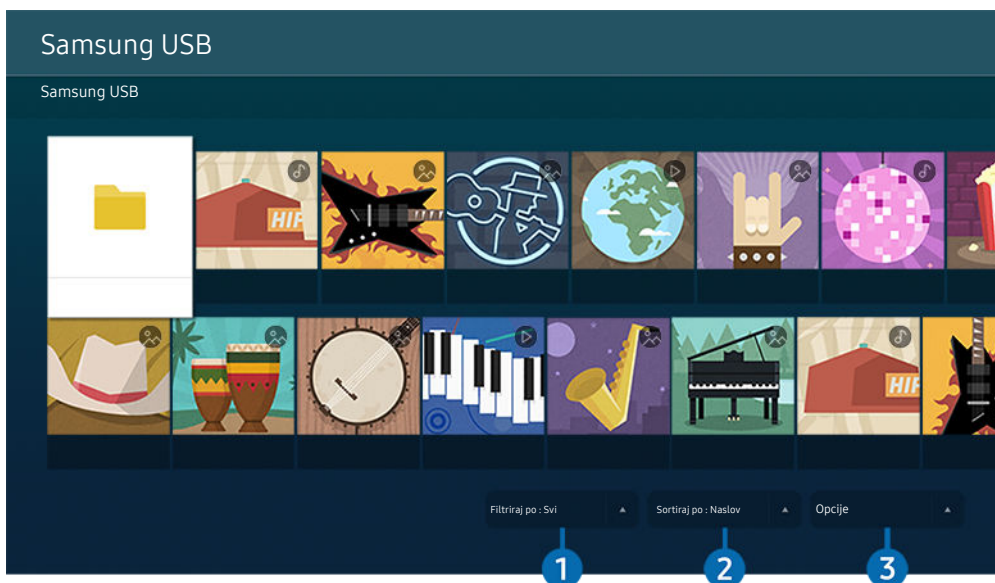 Samsung USB
Samsung USB
HIP
HIP
Filtriraj po : Svi
Sortiraj po : Naslov
Opcije
1
2
3